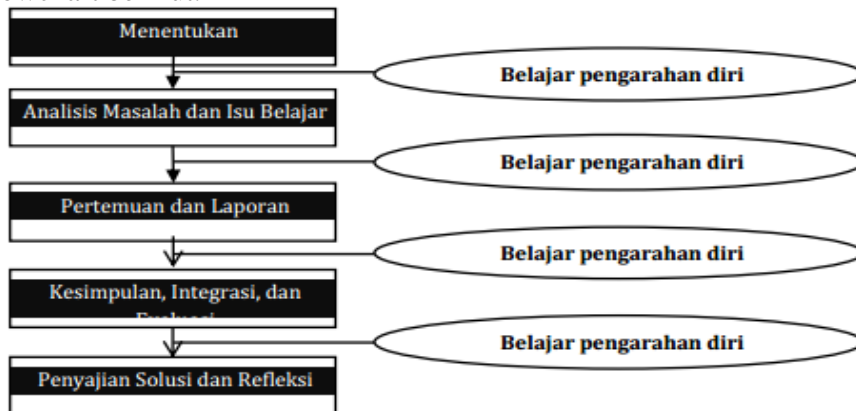 Menentukan
Belajar pengarahan diri
Analisis Masalah dan Isu Belajar
Belajar pengarahan diri
Pertemuan dan Laporan
Belajar pengarahan diri
Kesimpulan, Integrasi, dan
Belajar pengarahan diri
Penyajian Solusi dan Refleksi